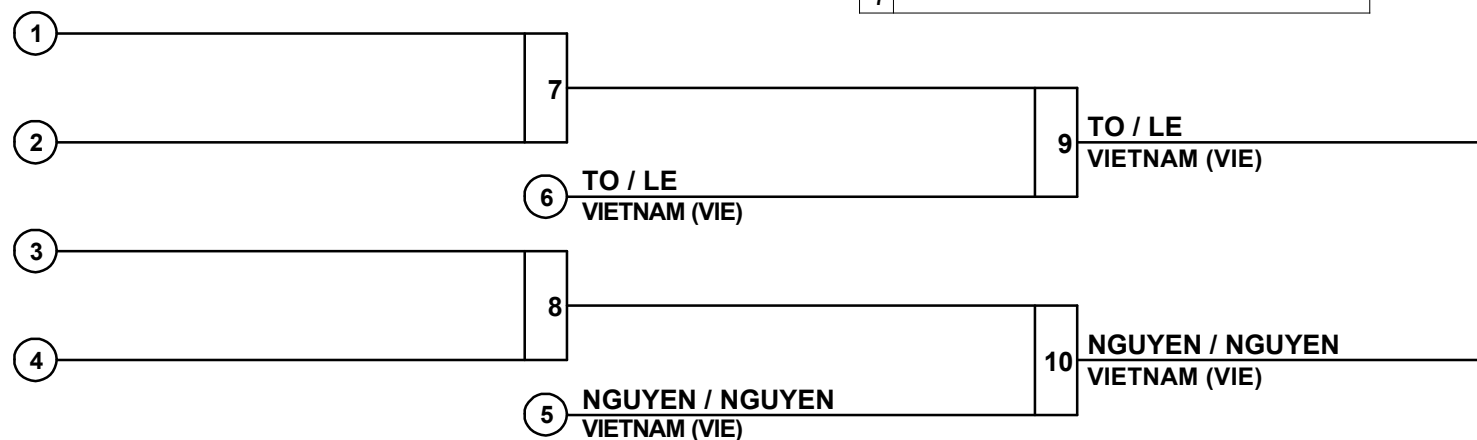 1
7
2
TO / LE
9
VIETNAM (VIE)
TO / LE
6
VIETNAM (VIE)
3
8
4
NGUYEN / NGUYEN
10
VIETNAM (VIE)
NGUYEN / NGUYEN
5
VIETNAM (VIE)